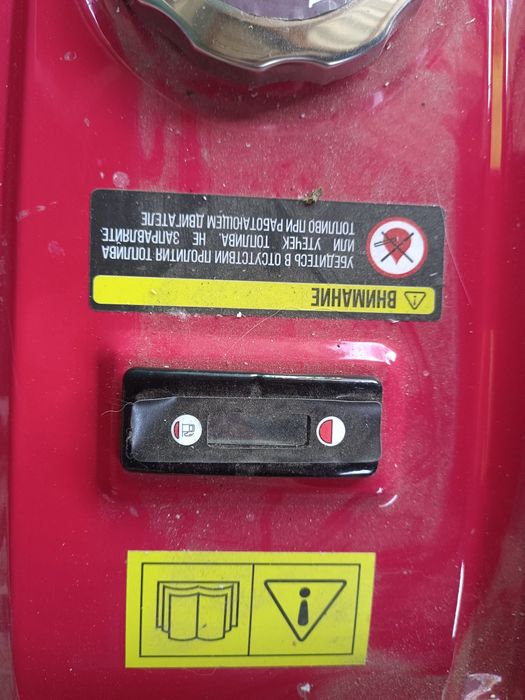 ВНИМАНИЕ
УБЕДИТЕСЬ В ОТСУТСТВИИ ПРОЛИТИЯ ТОПЛИВА
ИЛИ УТЕЧЕК ТОПЛИВА. НЕ ЗАПРАВЛЯЙТЕ
ТОПЛИВО ПРИ РАБОТАЮЩЕМ ДВИГАТЕЛЕ